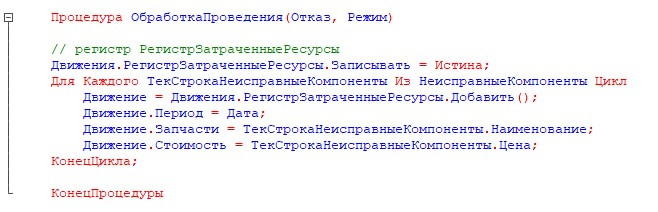 Процедура ОбработкаПроведения(Отказ, Режим)
// регистр РегистрЗатраченныеРесурсы
Движения.РегистрЗатраченныеРесурсы.Записывать = Истина;
Для Каждого ТекСтрокаНеисправныеКомпоненты Из НеисправныеКомпоненты Цикл
Движение = Движения.РегистрЗатраченныеРесурсы.Добавить();
Движение.Период = Дата;
Движение.Запчасти = ТекСтрокаНеисправныеКомпоненты.Наименование;
Движение.Стоимость = ТекСтрокаНеисправныеКомпоненты.Цена;
КонецЦикла;
КонецПроцедуры